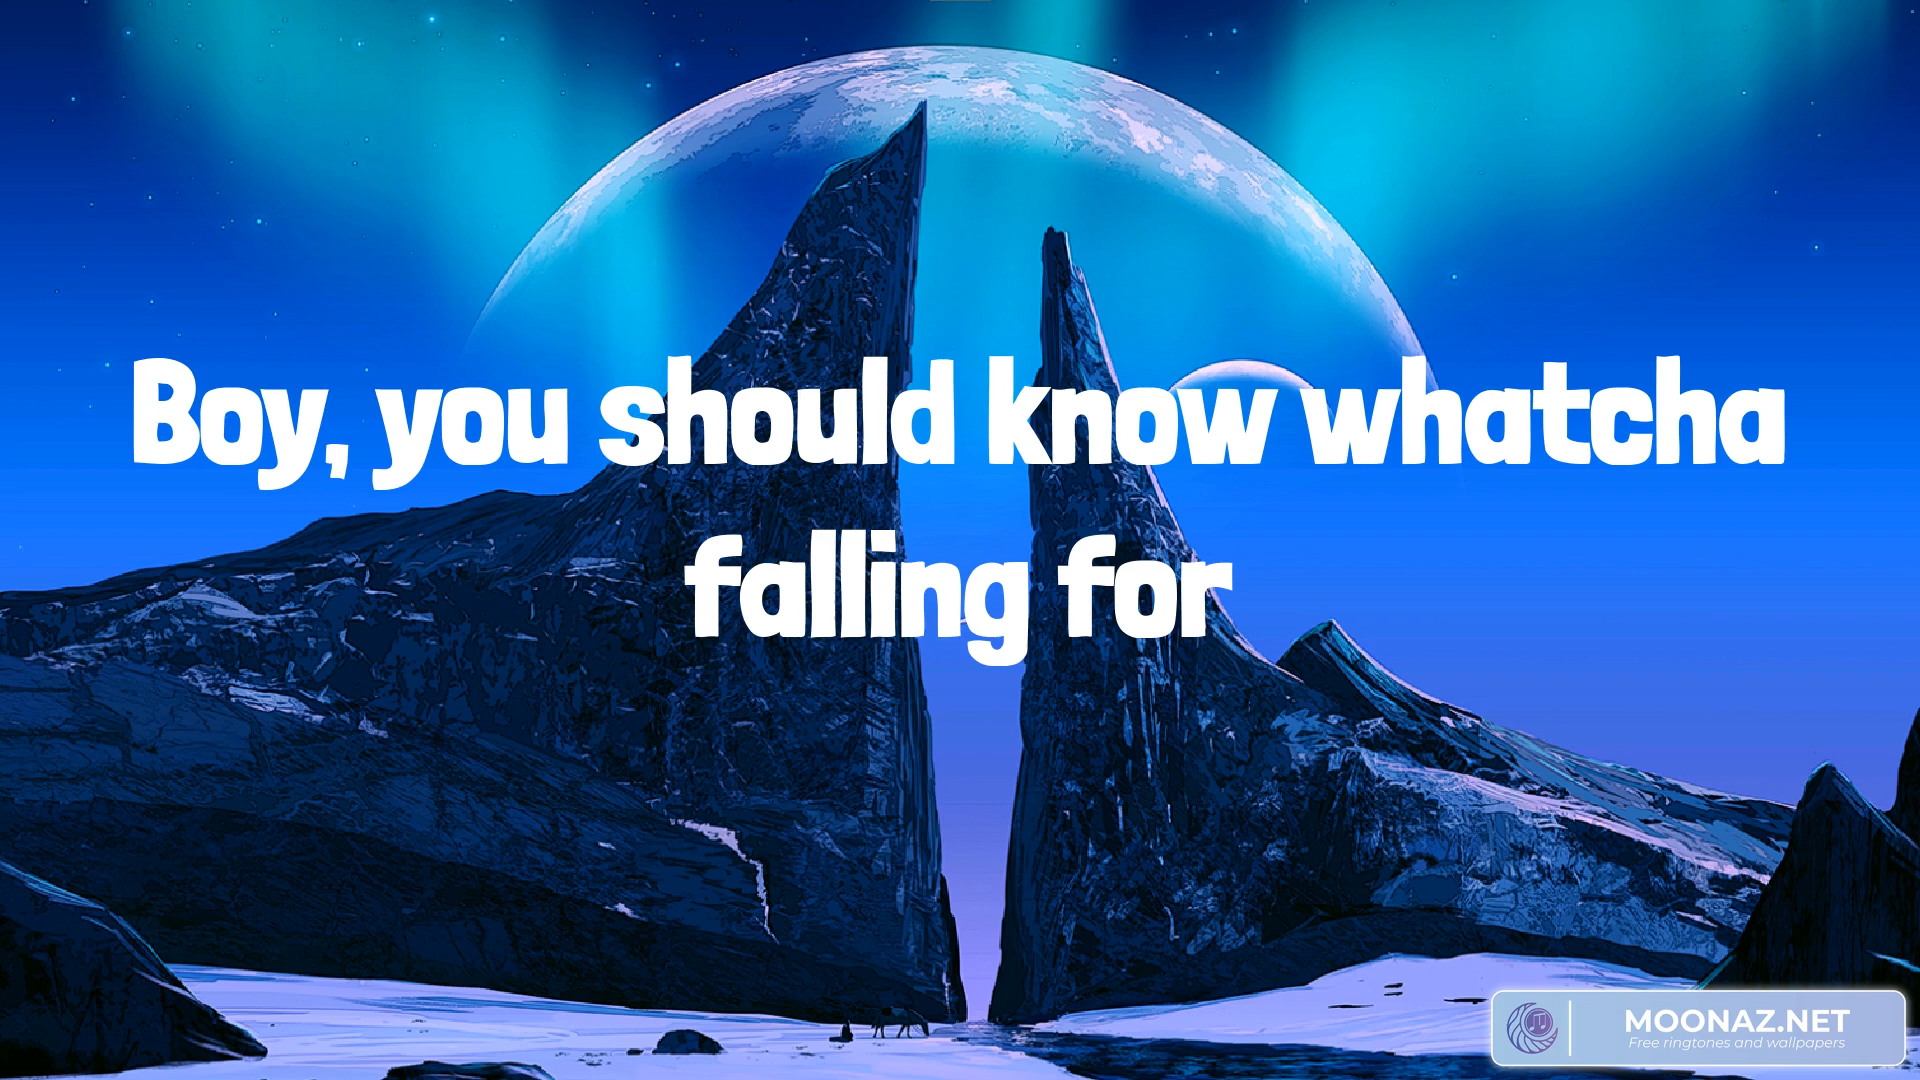 Boy, you should know whatcha
falling for
MOONAZ.NET
Free ringtones and wallpapers